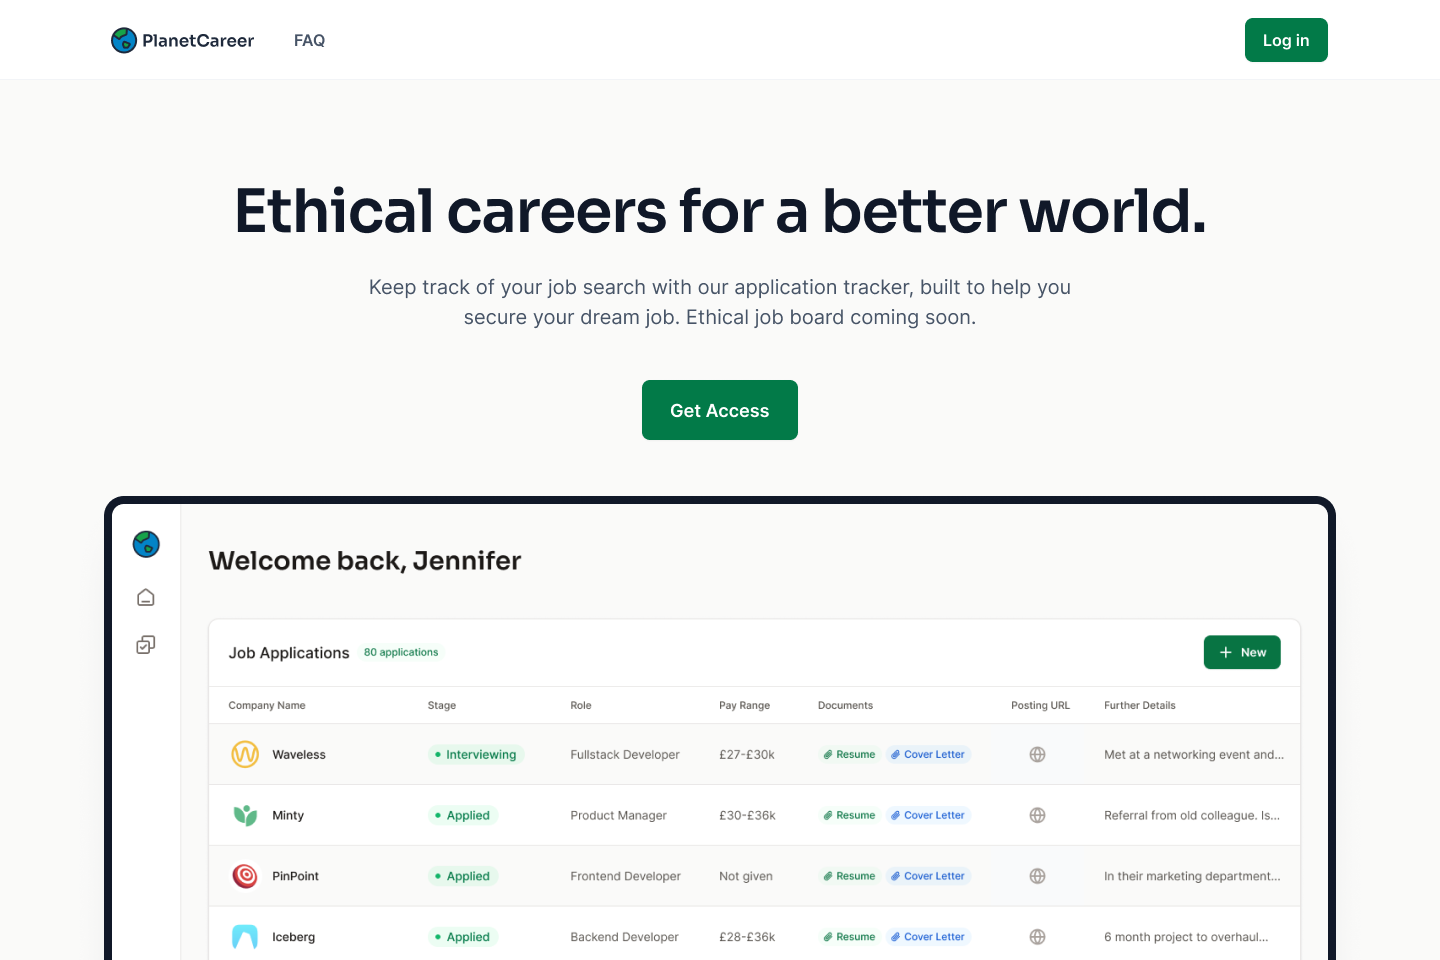 PlanetCareer
FAQ
Log in
Ethical careers for a better world.
Keep track of your job search with our application tracker, built to help you
secure your dream job. Ethical job board coming soon.
Get Access
Welcome back, Jennifer
Job Applications 80 applications
New
Company Name Stage Role Pay Range Documents Posting URL Further Details
Waveless Interviewing Fullstack Developer £27-£30k Resume Cover Letter Met at a networking event and...
Minty Applied Product Manager £30-£36k Resume Cover Letter Referral from old colleague. Is...
PinPoint Applied Frontend Developer Not given Resume Cover Letter In their marketing department...
Iceberg Applied Backend Developer £28-£36k Resume Cover Letter 6 month project to overhaul...